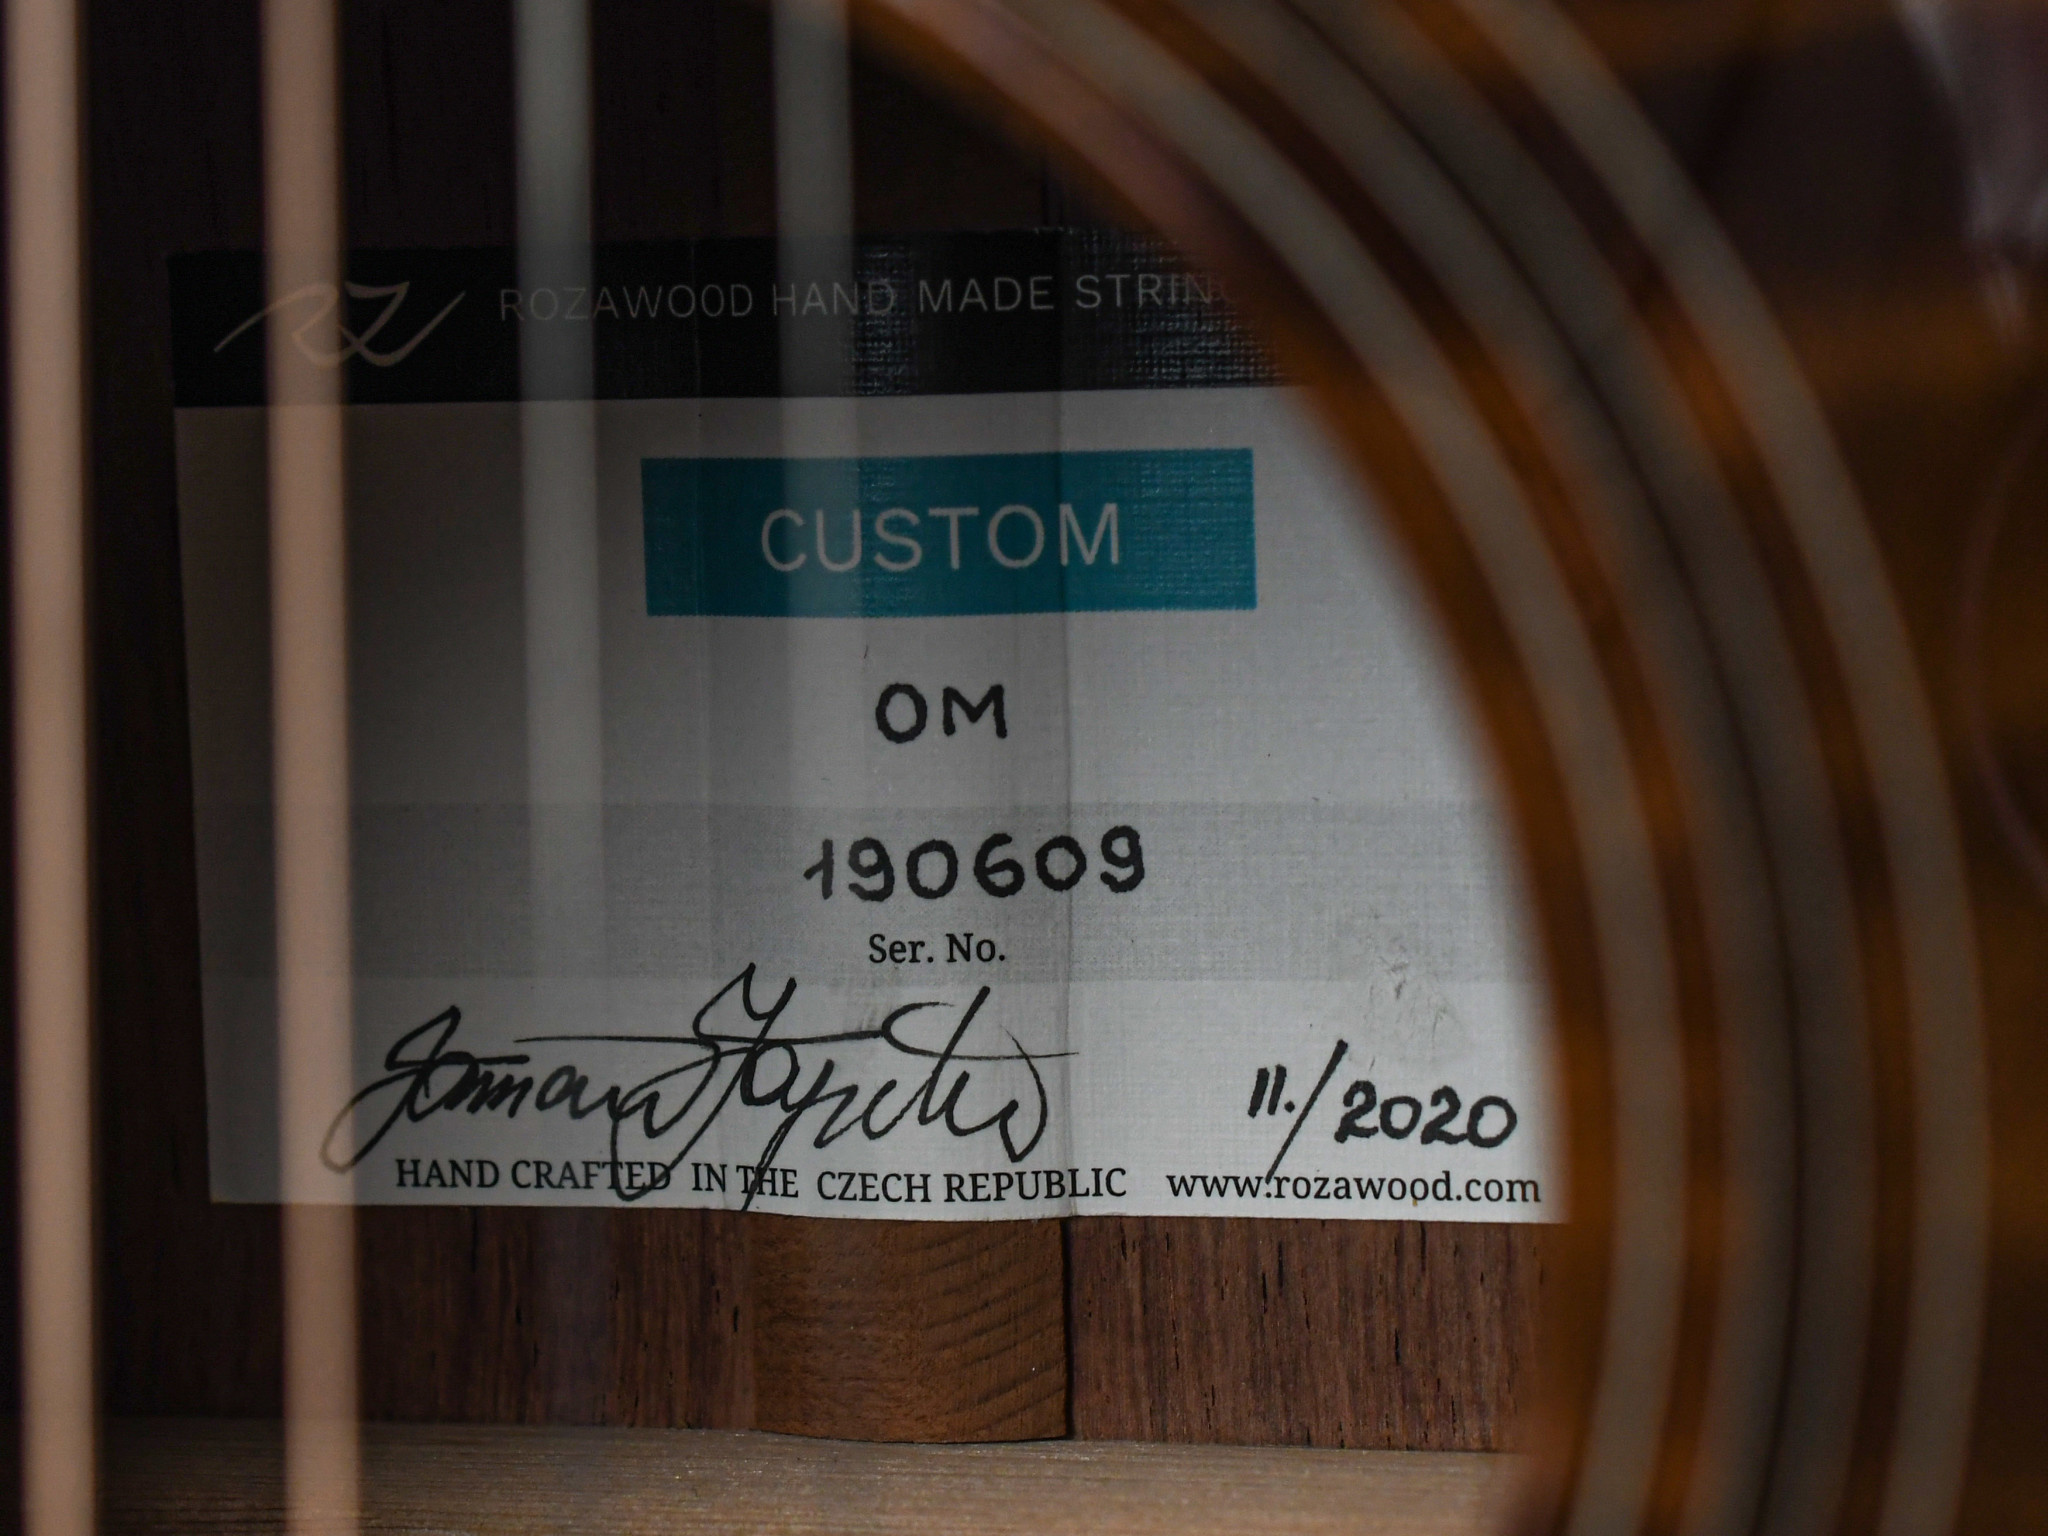 RZ ROZAWOOD HAND MADE STRIN
CUSTOM
OM
190609
Ser. No.
11./2020
HAND CRAFTED IN THE CZECH REPUBLIC www.rozawood.com